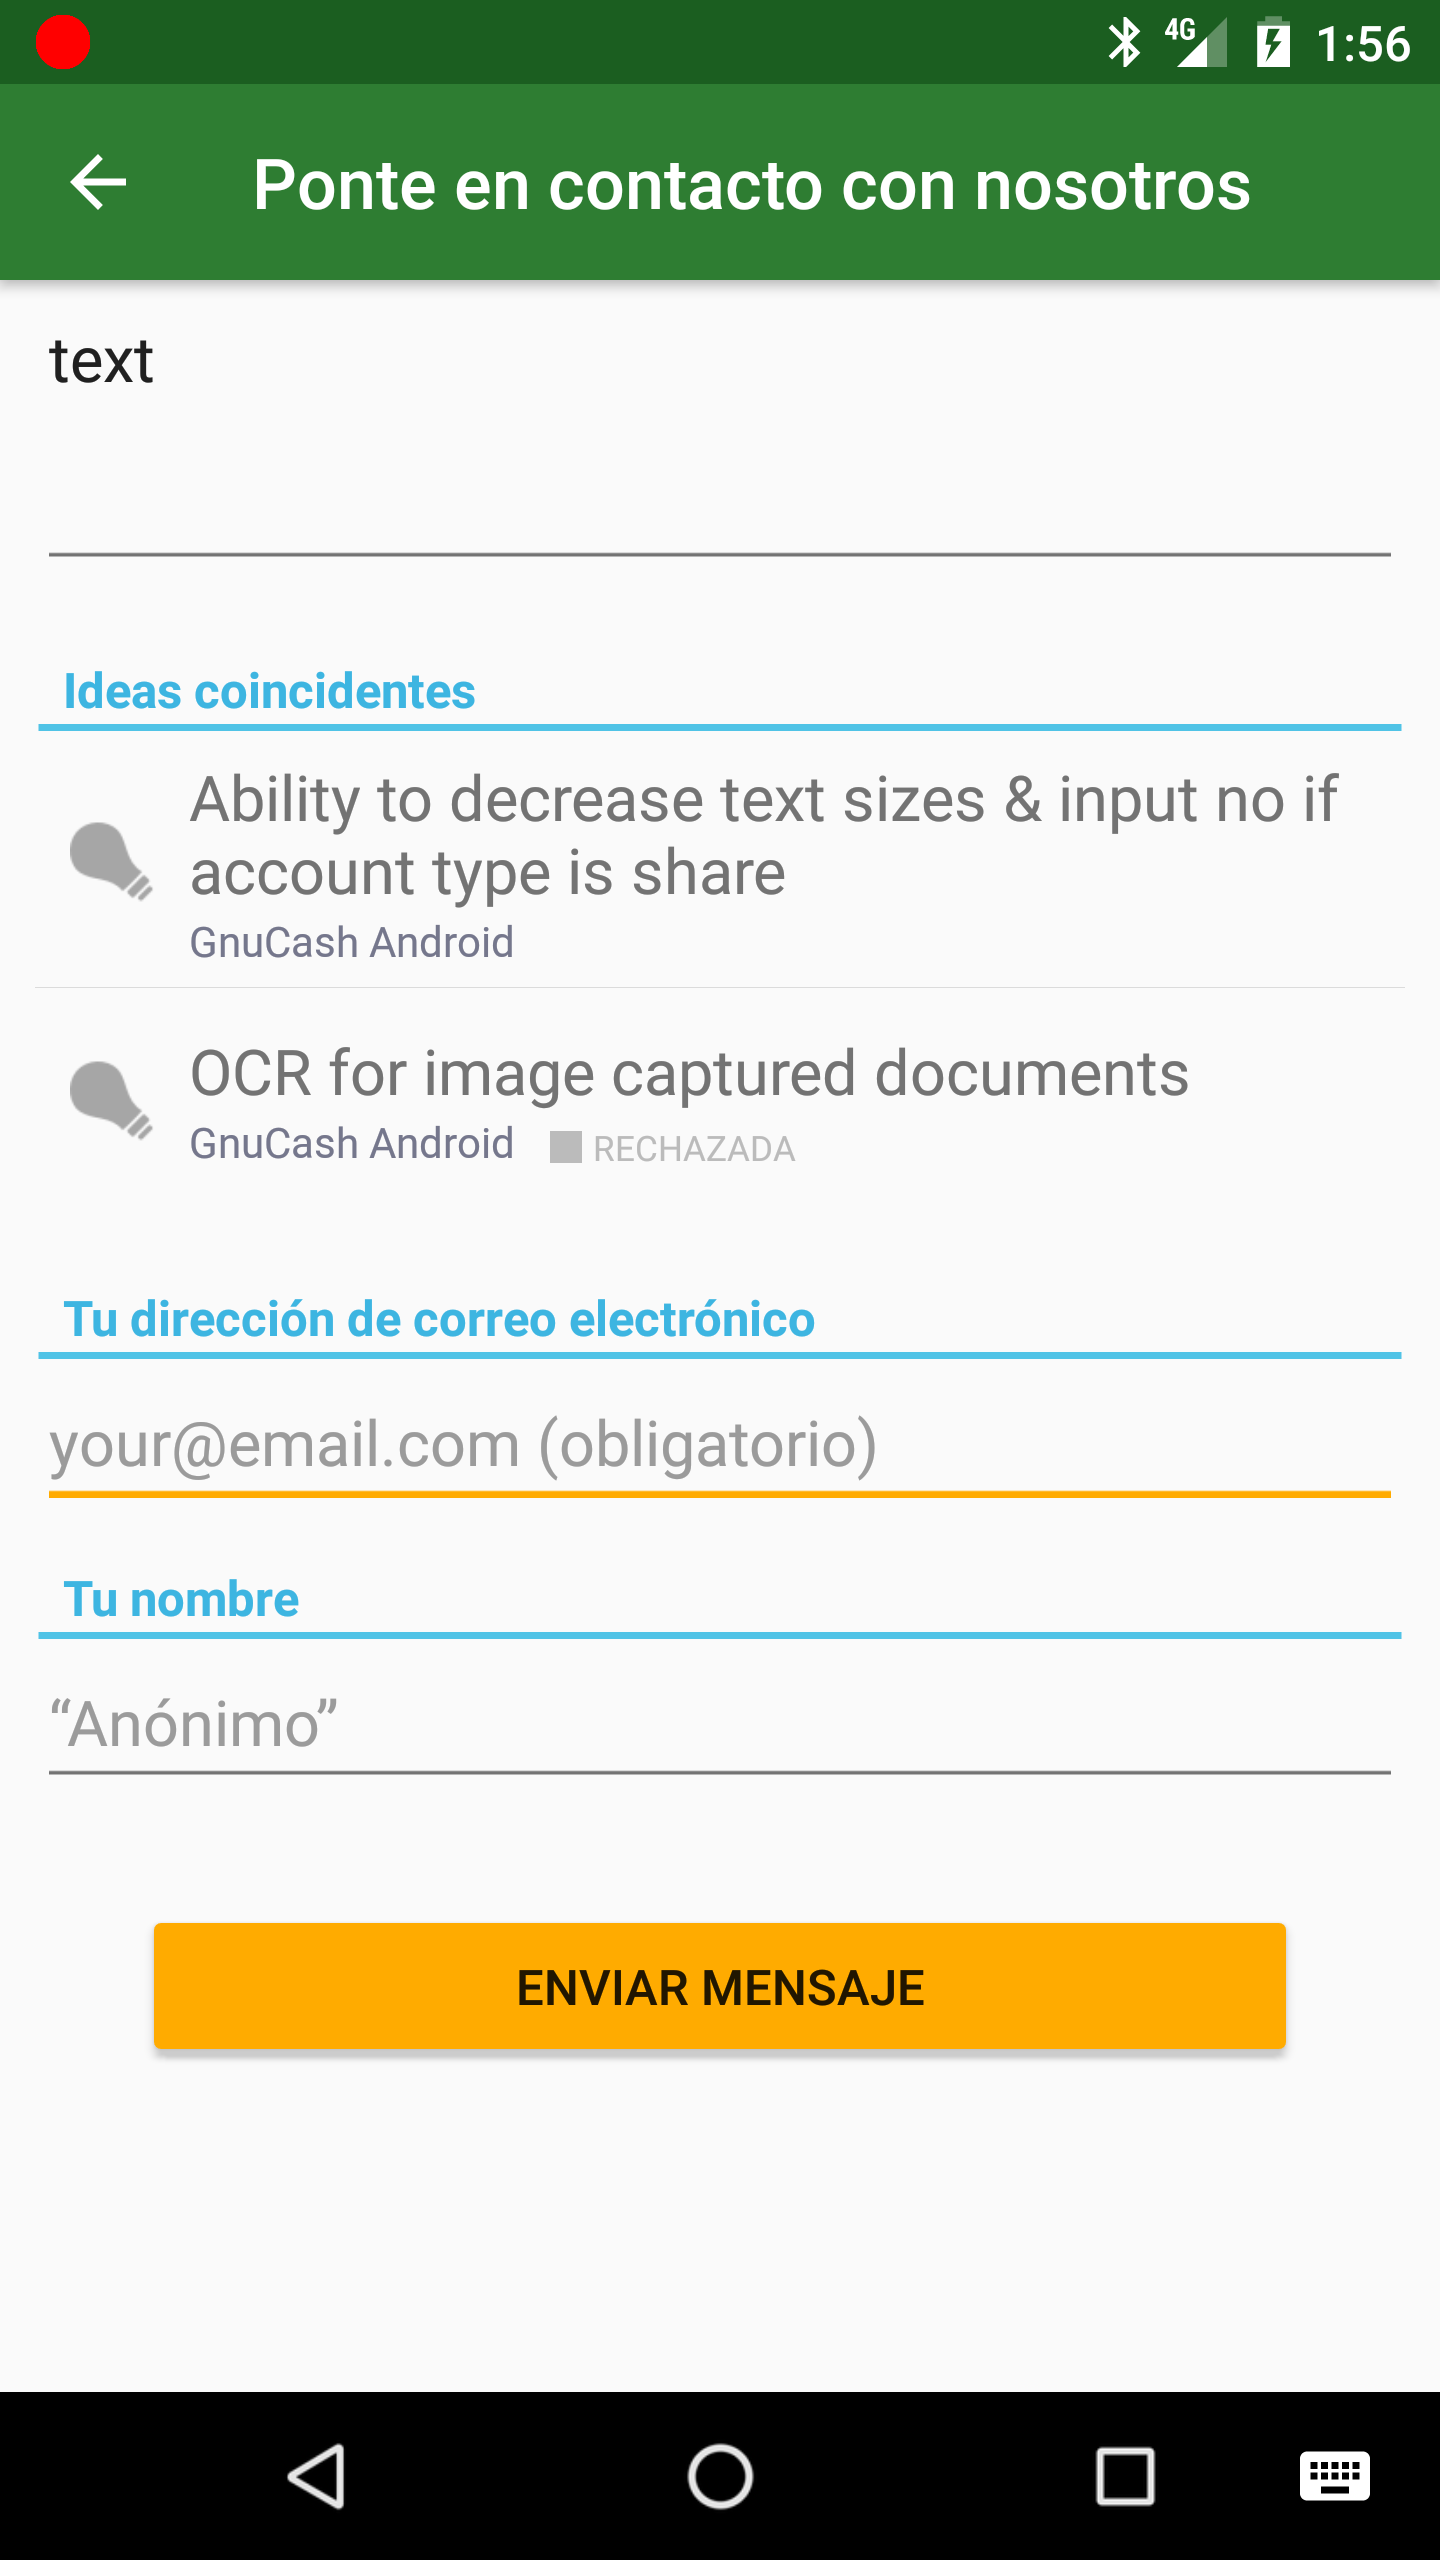 4G 1:56
Ponte en contacto con nosotros
text
Ideas coincidentes
Ability to decrease text sizes & input no if
account type is share
GnuCash Android
OCR for image captured documents
GnuCash Android RECHAZADA
Tu dirección de correo electrónico
your@email.com (obligatorio)
Tu nombre
“Anónimo”
ENVIAR MENSAJE